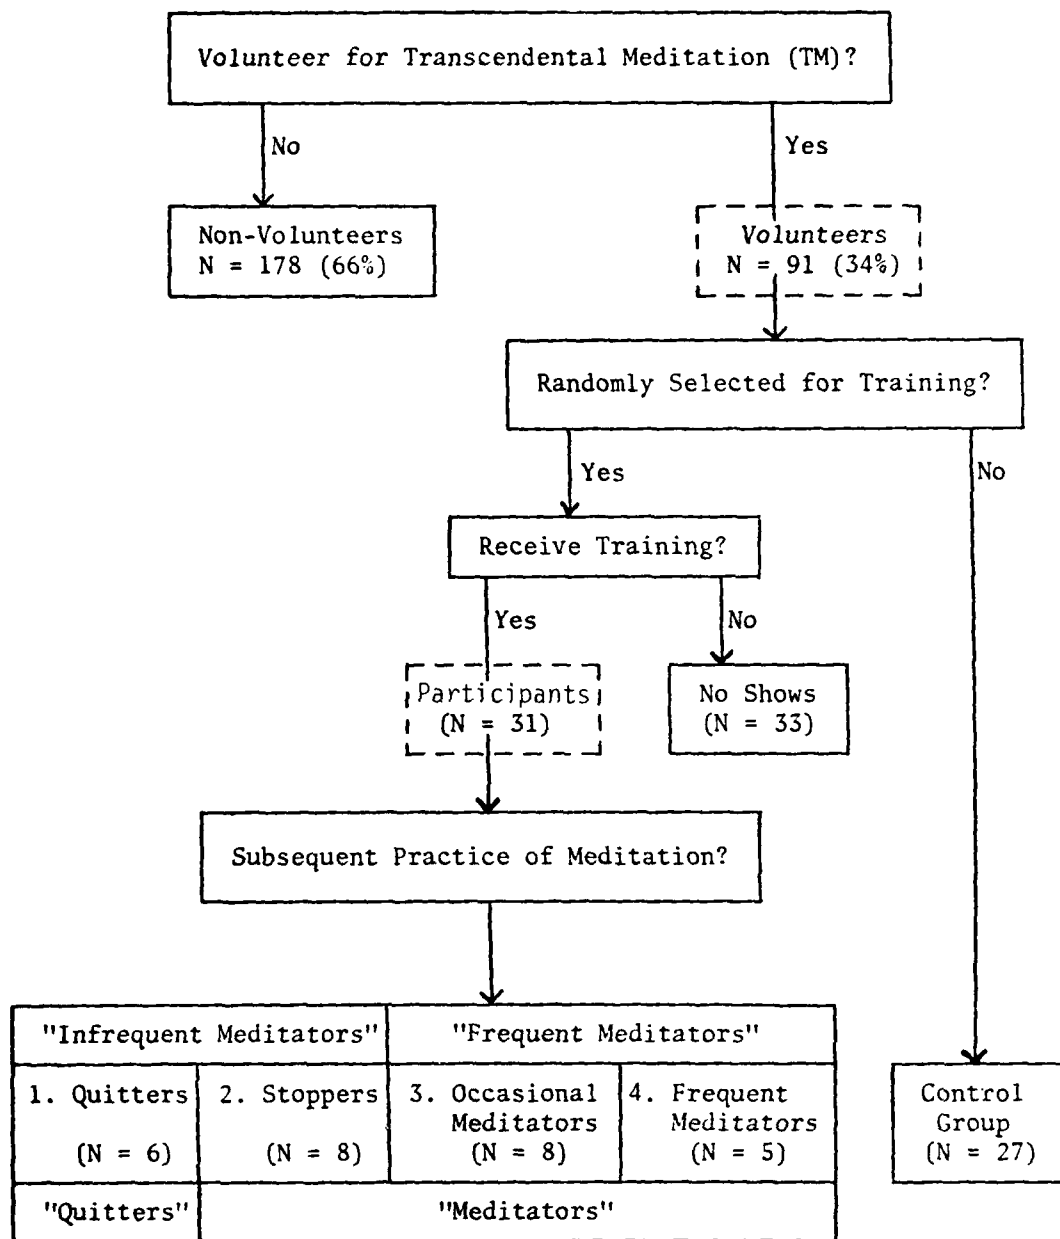 Volunteer for Transcendental Meditation (TM)?
No
Yes
Non-Volunteers
N = 178 (66%)
Volunteers
N = 91 (34%)
Randomly Selected for Training?
Yes
No
Receive Training?
Yes
No
Participants
(N = 31)
No Shows
(N = 33)
Subsequent Practice of Meditation?
"Infrequent Meditators"
"Frequent Meditators"
1. Quitters
(N = 6)
2. Stoppers
(N = 8)
3. Occasional
Meditators
(N = 8)
4. Frequent
Meditators
(N = 5)
Control
Group
(N = 27)
"Quitters"
"Meditators"